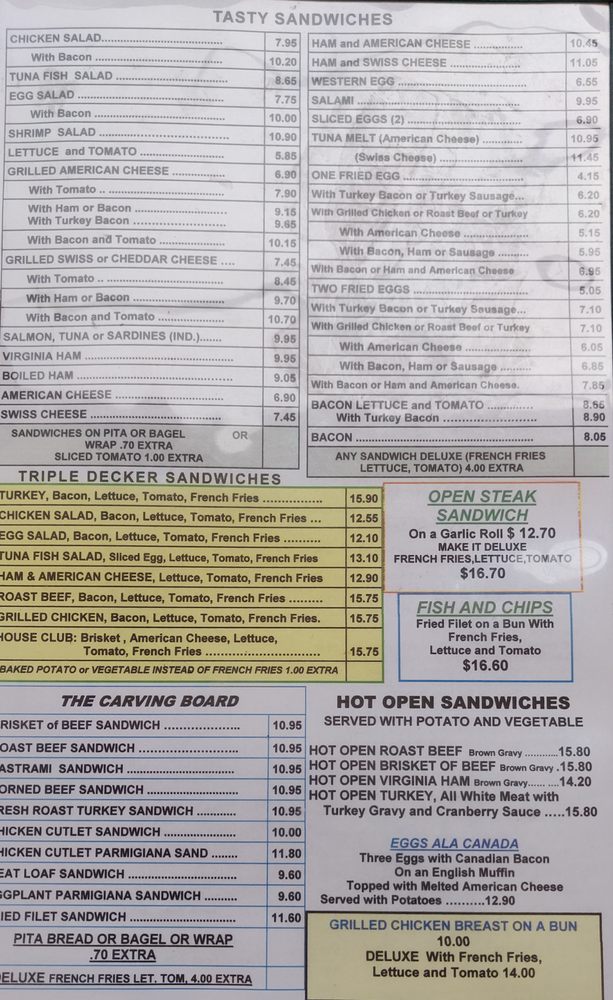 TASTY SANDWICHES
CHICKEN SALAD........................................ 7.95
With Bacon ........................................ 10.20
TUNA FISH SALAD ........................................ 8.65
EGG SALAD ........................................ 7.75
With Bacon ........................................ 10.00
SHRIMP SALAD ........................................ 10.90
LETTUCE and TOMATO ........................................ 5.85
GRILLED AMERICAN CHEESE ........................ 6.90
With Tomato .. ........................................ 7.90
With Ham or Bacon ........................................ 9.15
With Turkey Bacon ........................................ 9.65
With Bacon and Tomato ........................ 10.15
GRILLED SWISS or CHEDDAR CHEESE .... 7.45
With Tomato .. ........................................ 8.45
With Ham or Bacon ........................................ 9.70
With Bacon and Tomato ........................ 10.70
SALMON, TUNA or SARDINES (IND.)....... 9.95
VIRGINIA HAM ........................................ 9.95
BOILED HAM ........................................ 9.05
AMERICAN CHEESE ........................................ 6.90
SWISS CHEESE ........................................ 7.45
SANDWICHES ON PITA OR BAGEL OR
WRAP .70 EXTRA
SLICED TOMATO 1.00 EXTRA
HAM and AMERICAN CHEESE ............... 10.45
HAM and SWISS CHEESE ..................... 11.05
WESTERN EGG ........................................ 6.55
SALAMI ........................................ 9.95
SLICED EGGS (2) ........................................ 6.90
TUNA MELT (American Cheese) ............... 10.95
(Swiss Cheese) ........................ 11.45
ONE FRIED EGG ........................................ 4.15
With Turkey Bacon or Turkey Sausage... 6.20
With Grilled Chicken or Roast Beef or Turkey 6.20
With American Cheese ................. 5.15
With Bacon, Ham or Sausage ......... 5.95
With Bacon or Ham and American Cheese 6.95
TWO FRIED EGGS ........................................ 5.05
With Turkey Bacon or Turkey Sausage... 7.10
With Grilled Chicken or Roast Beef or Turkey 7.10
With American Cheese ................. 6.05
With Bacon, Ham or Sausage ......... 6.85
With Bacon or Ham and American Cheese. 7.85
BACON LETTUCE and TOMATO ............
With Turkey Bacon ..................... 8.90
BACON ........................................ 8.05
ANY SANDWICH DELUXE (FRENCH FRIES
LETTUCE, TOMATO) 4.00 EXTRA
TRIPLE DECKER SANDWICHES
TURKEY, Bacon, Lettuce, Tomato, French Fries ................ 15.90
CHICKEN SALAD, Bacon, Lettuce, Tomato, French Fries ... 12.55
EGG SALAD, Bacon, Lettuce, Tomato, French Fries ......... 12.10
TUNA FISH SALAD, Sliced Egg, Lettuce, Tomato, French Fries 13.10
HAM & AMERICAN CHEESE, Lettuce, Tomato, French Fries 12.90
ROAST BEEF, Bacon, Lettuce, Tomato, French Fries ......... 15.75
GRILLED CHICKEN, Bacon, Lettuce, Tomato, French Fries. 15.75
HOUSE CLUB: Brisket , American Cheese, Lettuce,
Tomato, French Fries ........................................ 15.75
BAKED POTATO or VEGETABLE INSTEAD OF FRENCH FRIES 1.00 EXTRA
OPEN STEAK
SANDWICH
On a Garlic Roll $ 12.70
MAKE IT DELUXE
FRENCH FRIES,LETTUCE,TOMATO
$16.70
FISH AND CHIPS
Fried Filet on a Bun With
French Fries,
Lettuce and Tomato
$16.60
THE CARVING BOARD
RISKET of BEEF SANDWICH .................... 10.95
OAST BEEF SANDWICH ........................ 10.95
ASTRAMI SANDWICH ........................ 10.95
ORNED BEEF SANDWICH ..................... 10.95
RESH ROAST TURKEY SANDWICH ............ 10.95
HICKEN CUTLET SANDWICH .................. 10.00
HICKEN CUTLET PARMIGIANA SAND ........ 11.80
EAT LOAF SANDWICH ........................ 9.60
GGPLANT PARMIGIANA SANDWICH ......... 9.60
IED FILET SANDWICH ........................ 11.60
PITA BREAD OR BAGEL OR WRAP
.70 EXTRA
ELUXE FRENCH FRIES LET. TOM, 4.00 EXTRA
HOT OPEN SANDWICHES
SERVED WITH POTATO AND VEGETABLE
HOT OPEN ROAST BEEF Brown Gravy ...........15.80
HOT OPEN BRISKET OF BEEF Brown Gravy .15.80
HOT OPEN VIRGINIA HAM Brown Gravy...... ....14.20
HOT OPEN TURKEY, All White Meat with
Turkey Gravy and Cranberry Sauce .....15.80
EGGS ALA CANADA
Three Eggs with Canadian Bacon
On an English Muffin
Topped with Melted American Cheese
Served with Potatoes ..........12.90
GRILLED CHICKEN BREAST ON A BUN
10.00
DELUXE With French Fries,
Lettuce and Tomato 14.00